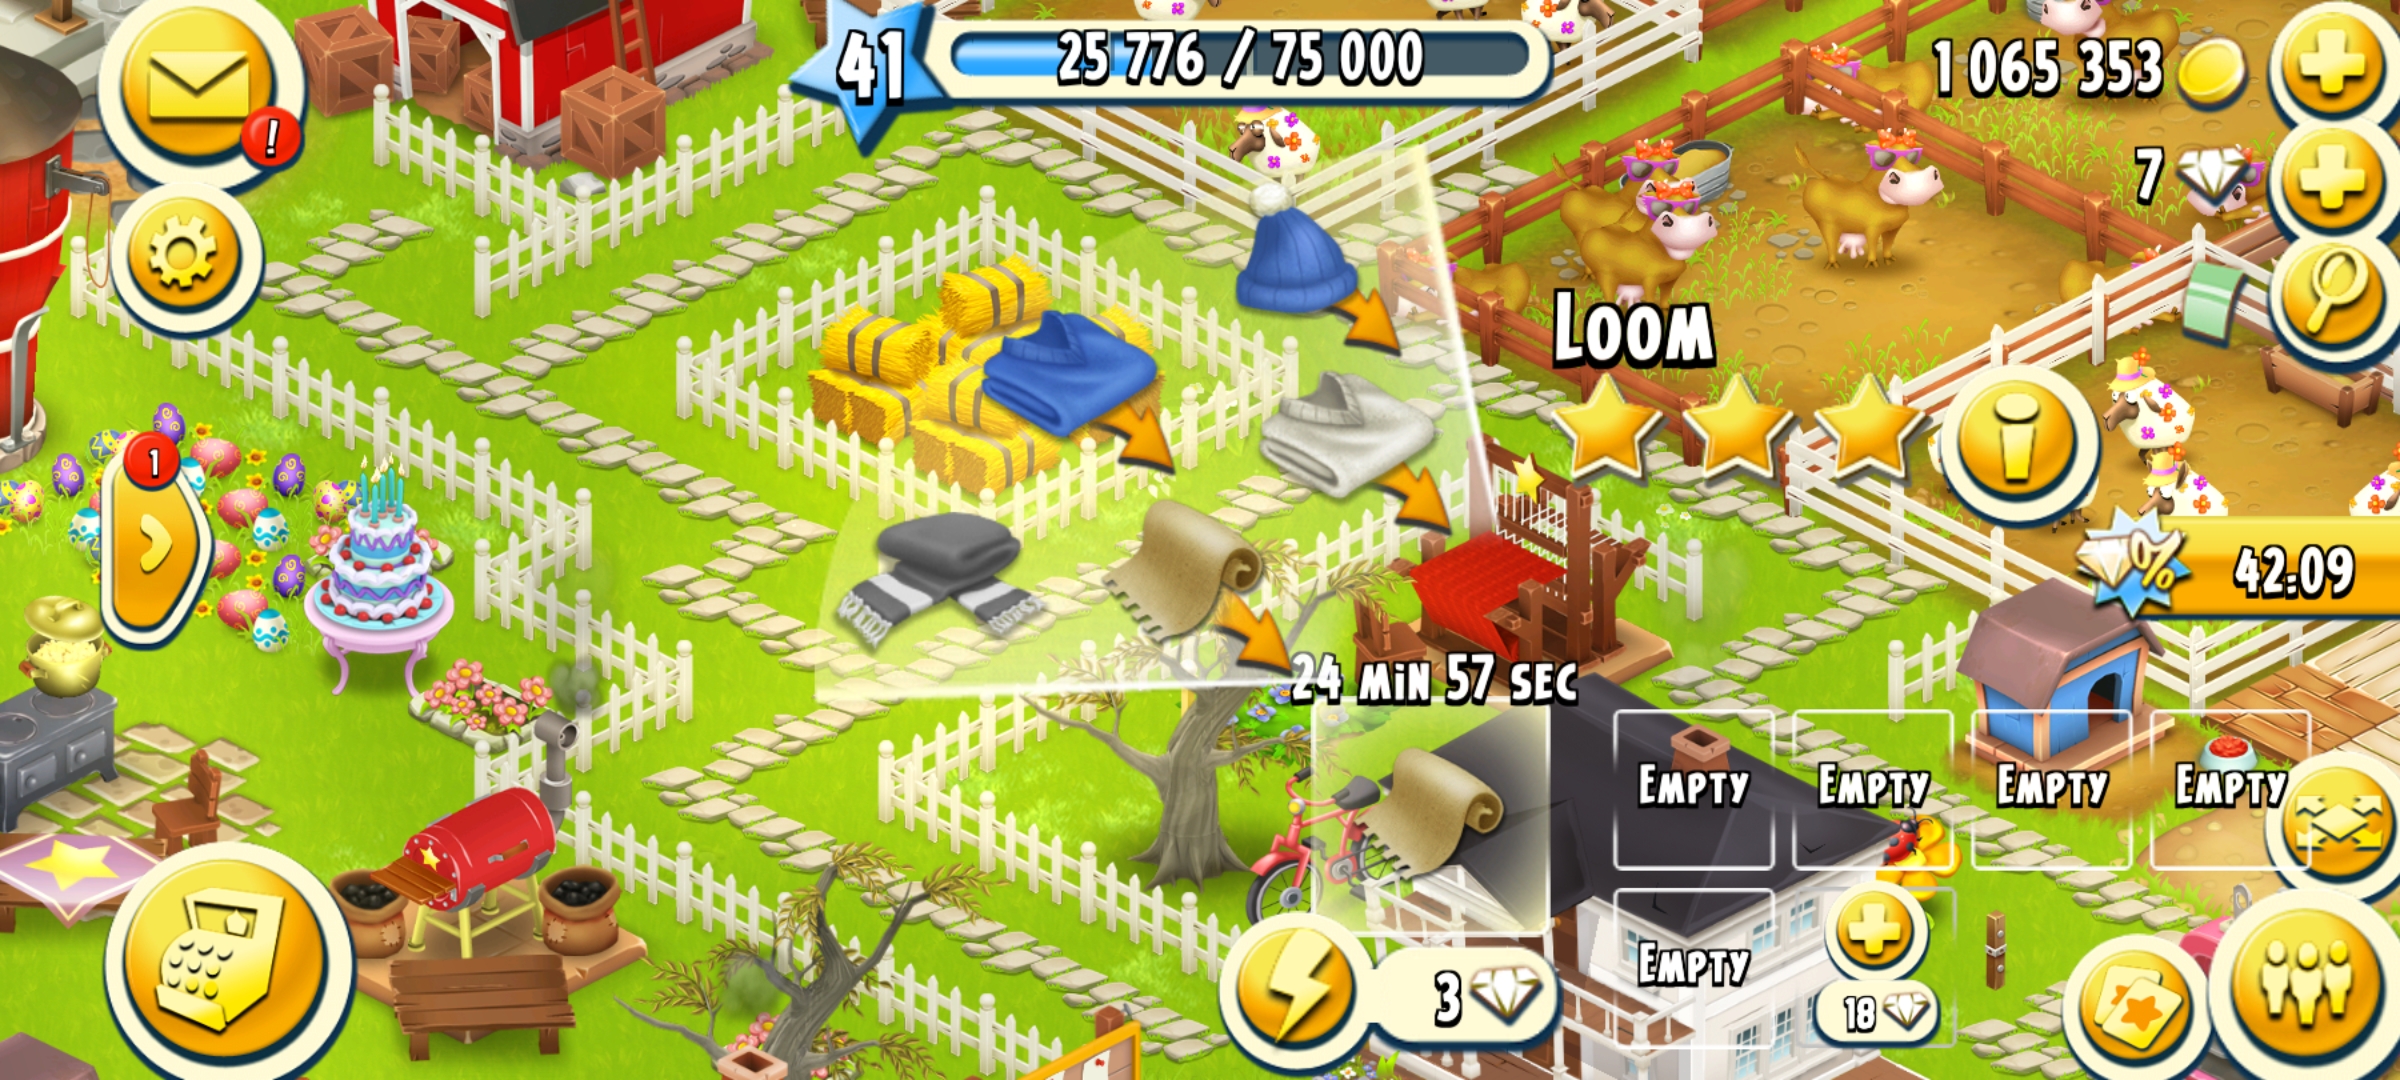 41
25 776 / 75 000
1 065 353
!
7
LOOM
1
42:09
24 MIN 57 SEC
EMPTY
EMPTY
EMPTY
EMPTY
EMPTY
3
18
%